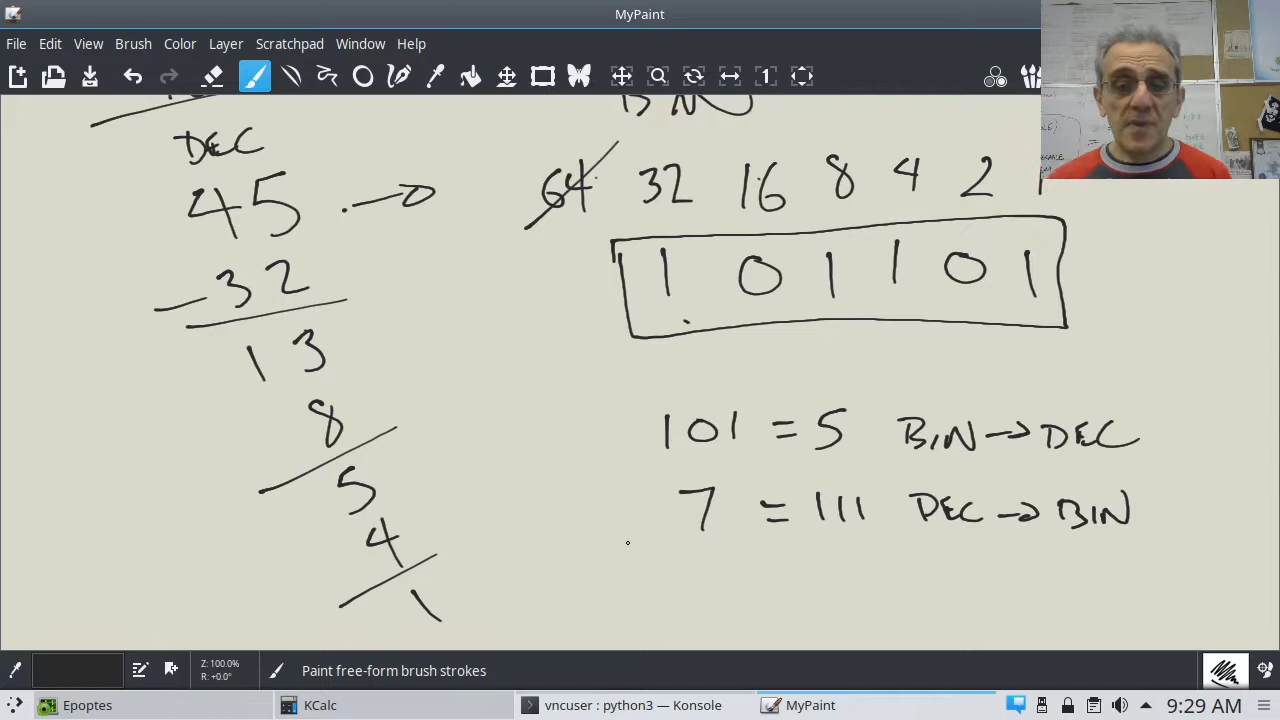 MyPaint
File Edit View Brush Color Layer Scratchpad Window Help
BIN
DEC
64 32 16 8 4 2 1
45
1 0 1 1 0 1
- 32
13
8
101 = 5 BIN → DEC
5
7 = 111 DEC → BIN
4
1
Z: 100.0%
R: +0.0°
Paint free-form brush strokes
Epoptes KCalc vncuser : python3 — Konsole MyPaint 9:29 AM